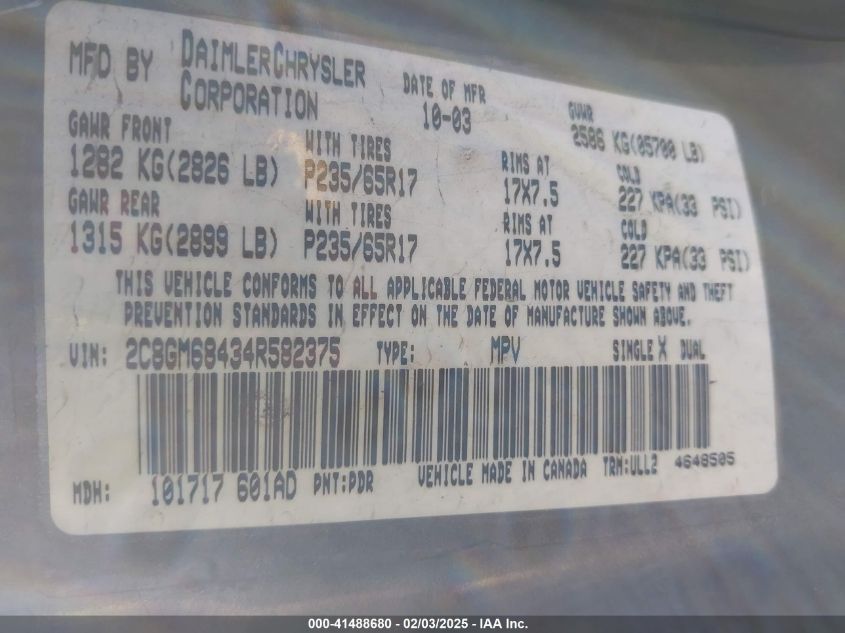 MFD BY DAIMLERCHRYSLER CORPORATION DATE OF MFR 10-03 GVWR 2586 KG(05700 LB)
GAWR FRONT WITH TIRES RIMS AT COLD
1282 KG(2826 LB) P235/65R17 17X7.5 227 KPA(33 PSI)
GAWR REAR WITH TIRES RIMS AT COLD
1315 KG(2899 LB) P235/65R17 17X7.5 227 KPA(33 PSI)
THIS VEHICLE CONFORMS TO ALL APPLICABLE FEDERAL MOTOR VEHICLE SAFETY AND THEFT
PREVENTION STANDARDS IN EFFECT ON THE DATE OF MANUFACTURE SHOWN ABOVE.
VIN: 2C8GM68434R582375 TYPE: MPV SINGLE X DUAL
MDH: 101717 601AD PNT:PDR VEHICLE MADE IN CANADA TRM:ULL2 4648505
000-41488680 - 02/03/2025 - IAA Inc.